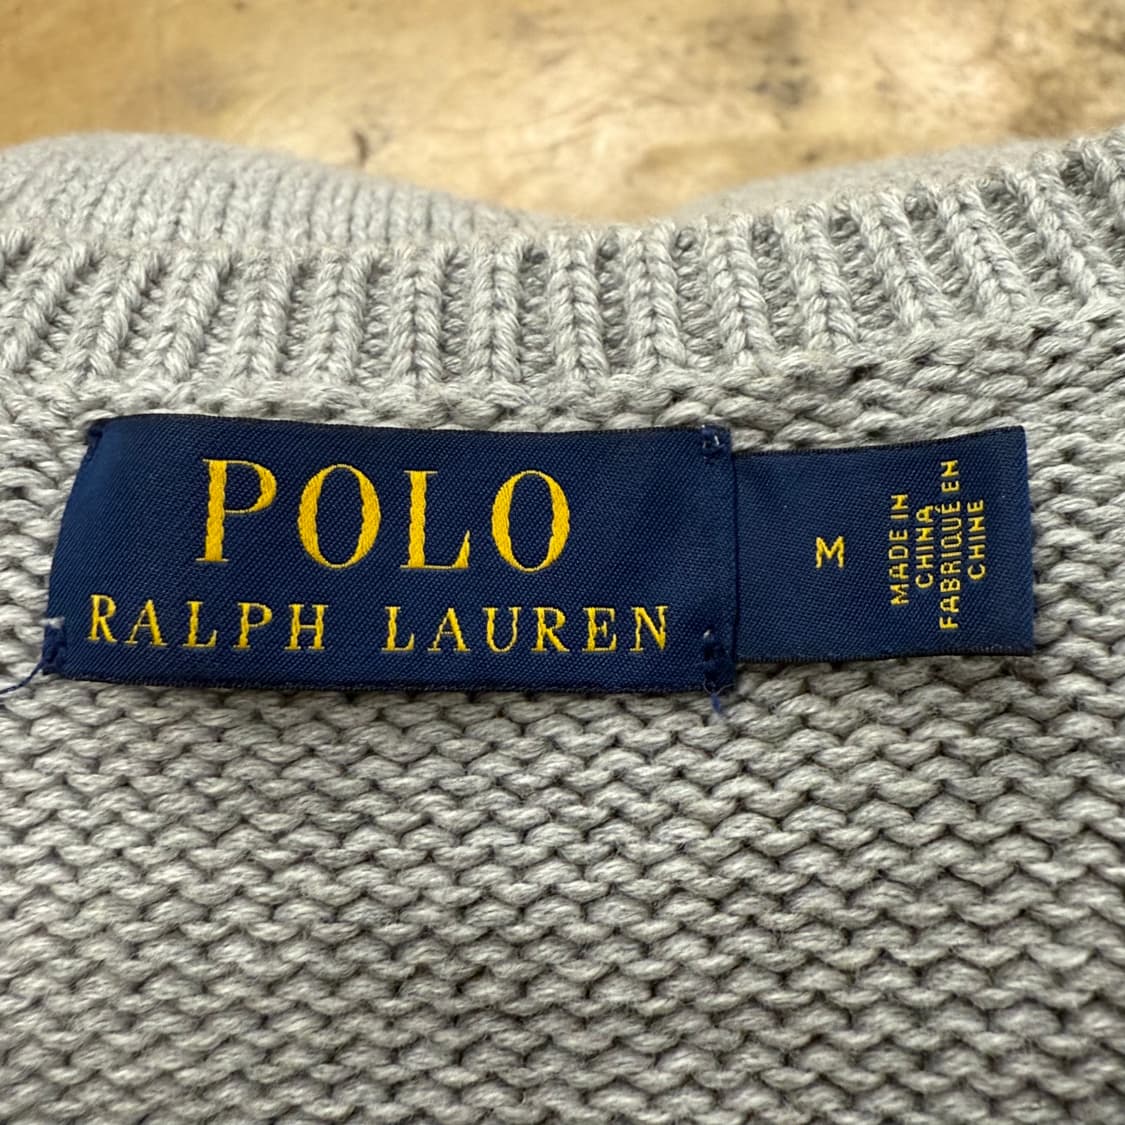 POLO
RALPH LAUREN
M
MADE IN
CHINA
FABRIQUÉ EN
CHINE